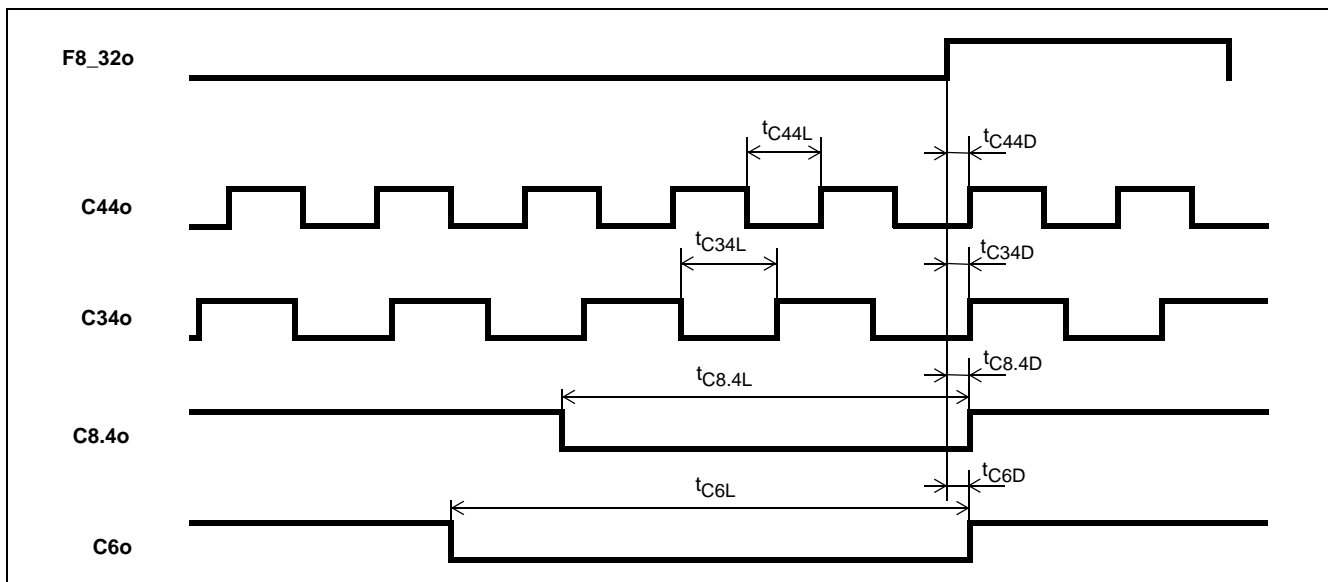 F8_32o
tC44L
tC44D
C44o
tC34L
tC34D
C34o
tC8.4L
tC8.4D
C8.4o
tC6L
tC6D
C6o